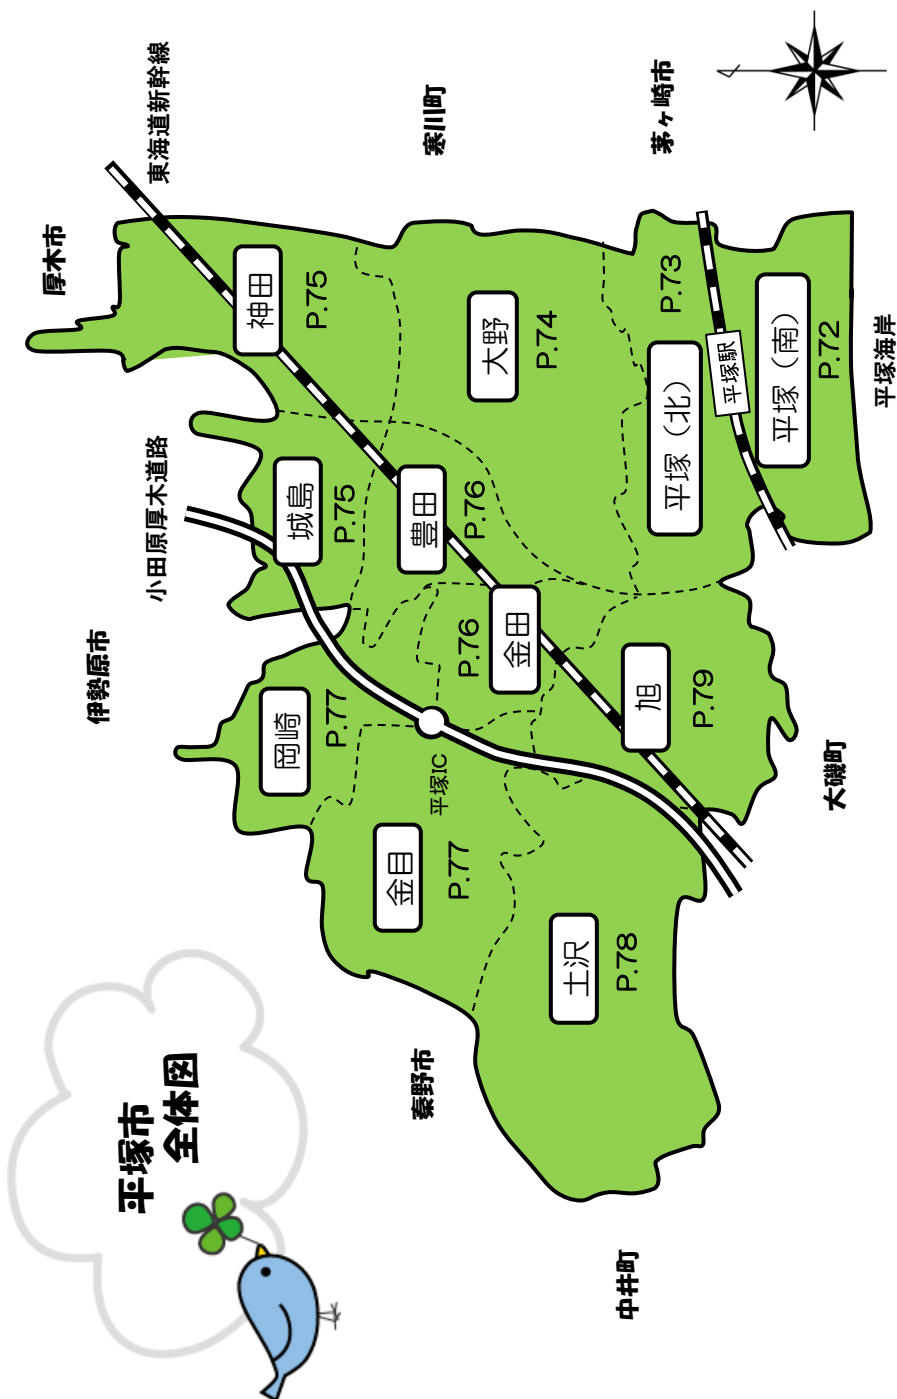 平塚市
全体図
厚木市
東海道新幹線
伊勢原市
小田原厚木道路
寒川町
茅ヶ崎市
秦野市
中井町
大磯町
平塚海岸
神田
P.75
城島
P.75
岡崎
P.77
大野
P.74
豊田
P.76
金田
P.76
金目
P.77
平塚IC
土沢
P.78
旭
P.79
平塚（北）
P.73
平塚駅
平塚（南）
P.72